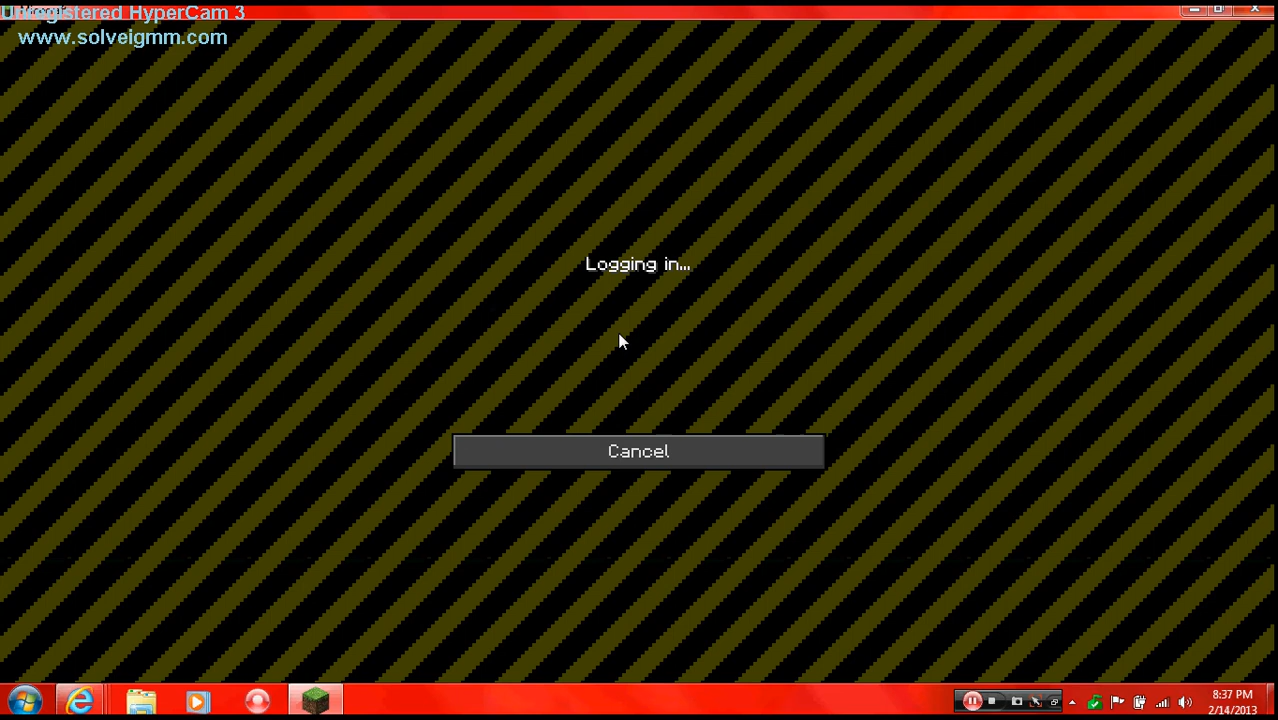 Unregistered HyperCam 3
www.solveigmm.com
Logging in...
Cancel
8:37 PM
2/14/2013